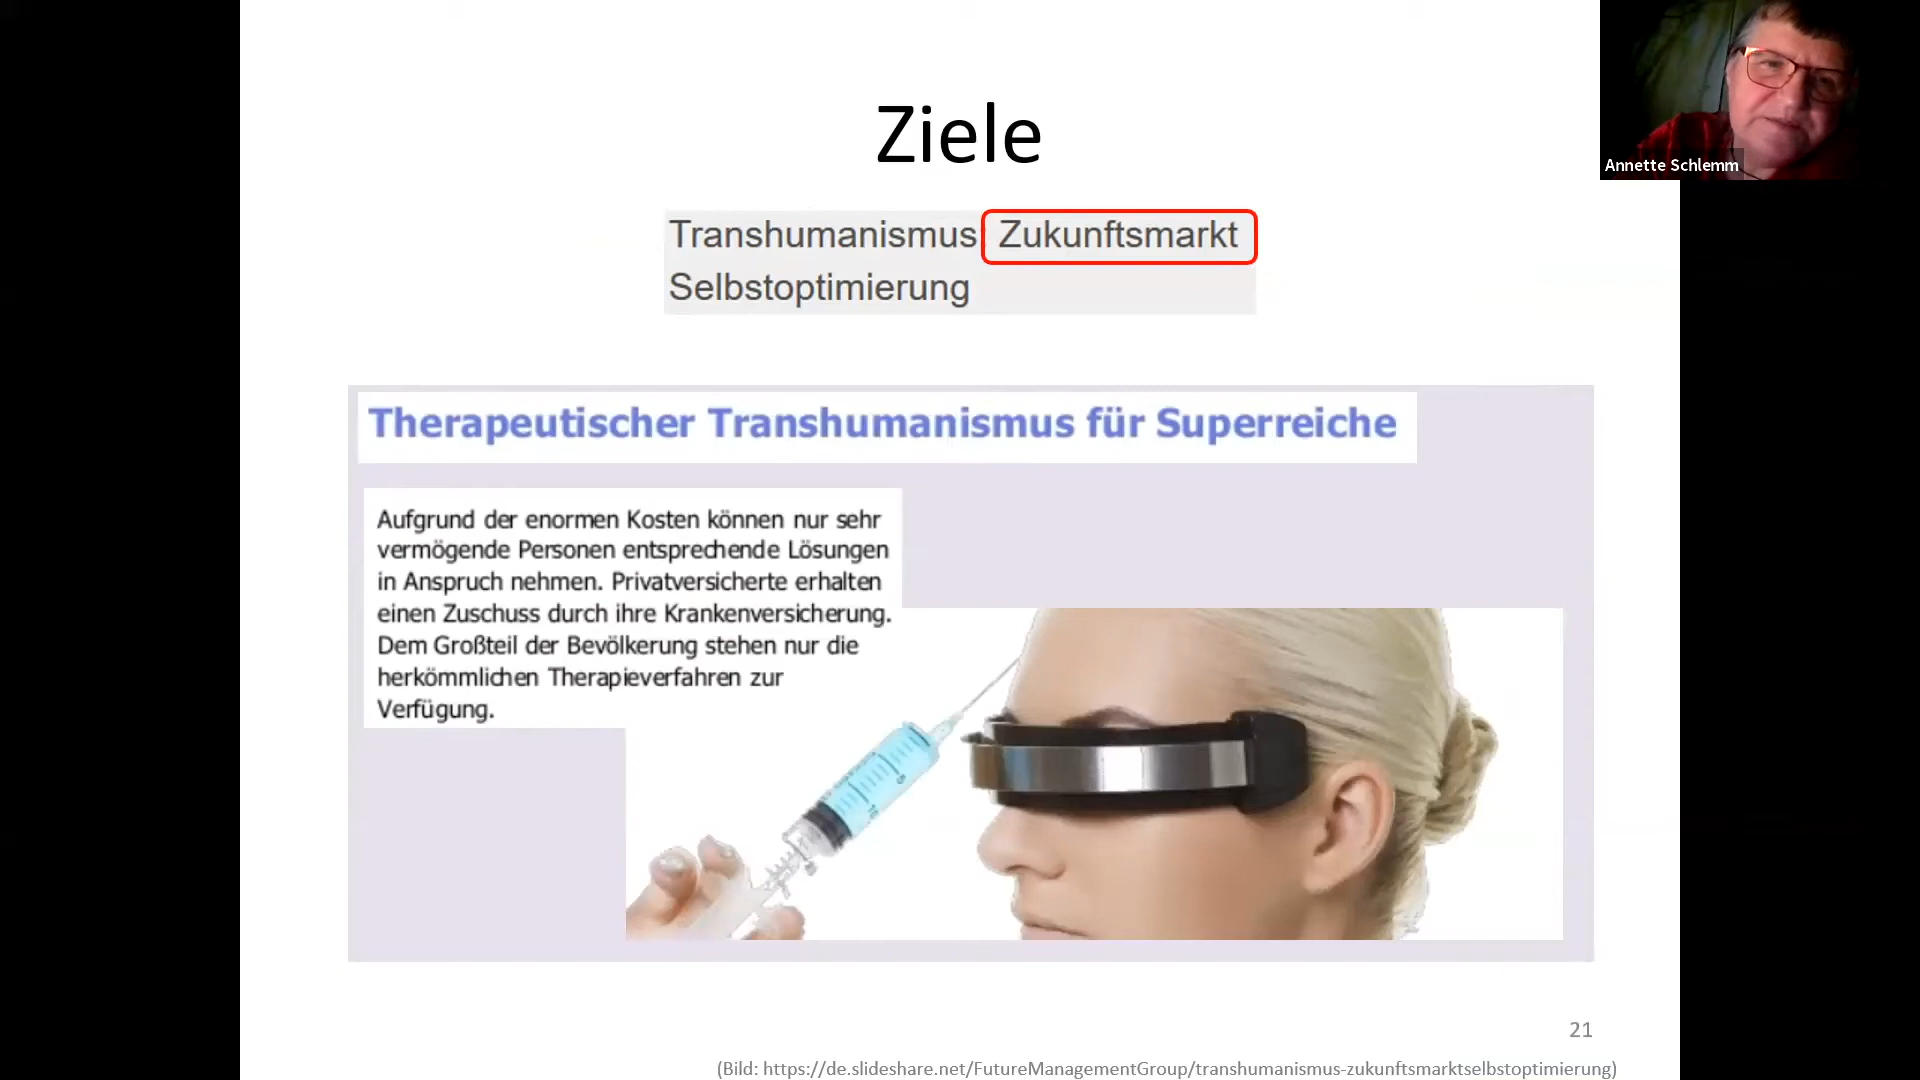 Ziele
Annette Schlemm
Transhumanismus: Zukunftsmarkt
Selbstoptimierung
Therapeutischer Transhumanismus für Superreiche
Aufgrund der enormen Kosten können nur sehr
vermögende Personen entsprechende Lösungen
in Anspruch nehmen. Privatversicherte erhalten
einen Zuschuss durch ihre Krankenversicherung.
Dem Großteil der Bevölkerung stehen nur die
herkömmlichen Therapieverfahren zur
Verfügung.
21
(Bild: https://de.slideshare.net/FutureManagementGroup/transhumanismus-zukunftsmarktselbstoptimierung)